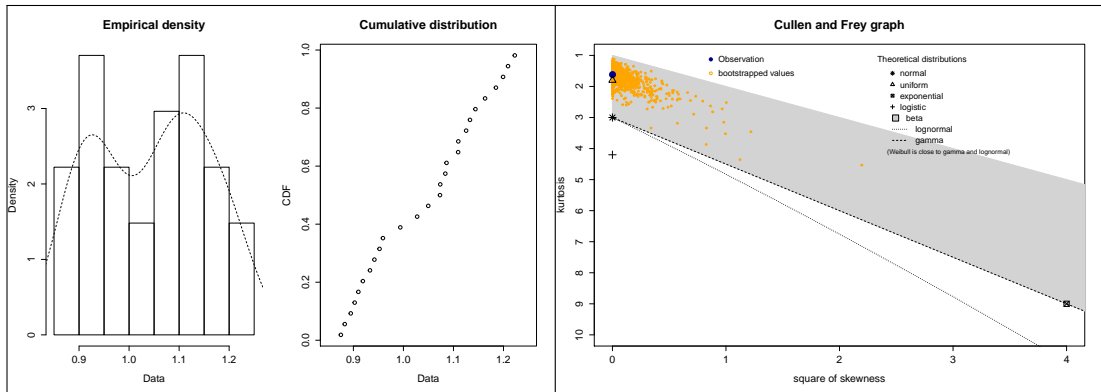 Empirical density
Density
0
1
2
3
0.9
1.0
1.1
1.2
Data
Cumulative distribution
CDF
0.0
0.2
0.4
0.6
0.8
1.0
0.9
1.0
1.1
1.2
Data
Cullen and Frey graph
kurtosis
1
2
3
4
5
6
7
8
9
10
0
1
2
3
4
square of skewness
Observation
bootstrapped values
Theoretical distributions
normal
uniform
exponential
logistic
beta
lognormal
gamma
(Weibull is close to gamma and lognormal)